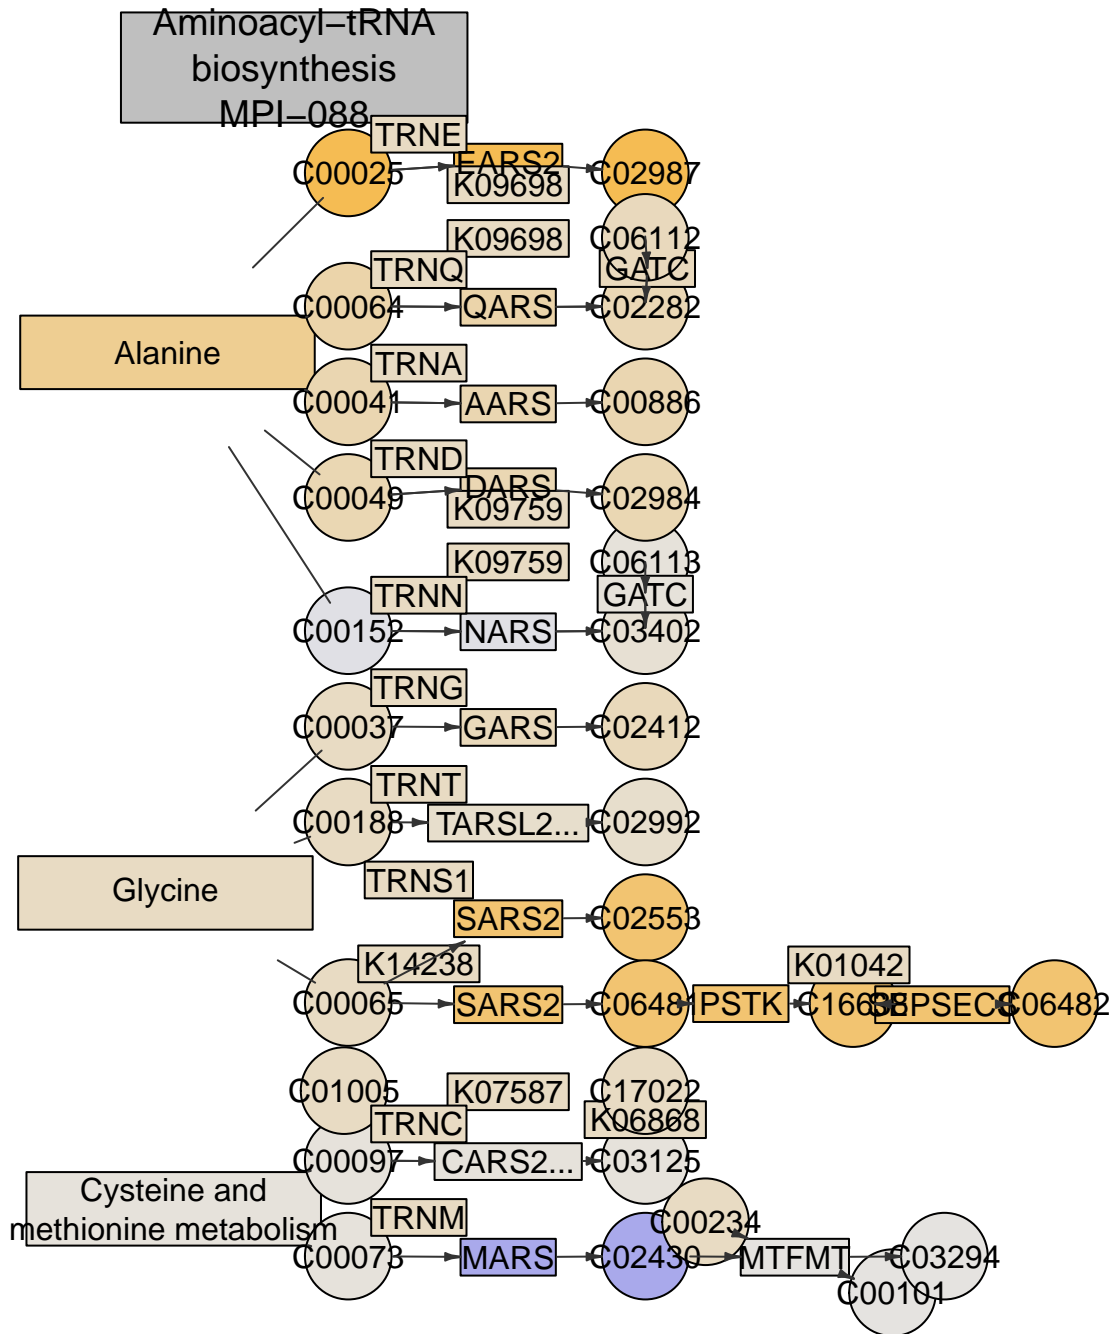 Aminoacyl−tRNA
biosynthesis
MPI−088
TRNE
C00025
EARS2
K09698
C02987
K09698
C06112
TRNQ
GATC
C00064
QARS
C02282
Alanine
TRNA
C00041
AARS
C00886
TRND
C00049
DARS
K09759
C02984
K09759
C06113
TRNN
GATC
C00152
NARS
C03402
TRNG
C00037
GARS
C02412
TRNT
C00188
TARSL2...
C02992
Glycine
TRNS1
SARS2
C02553
K14238
K01042
C00065
SARS2
C06481
PSTK
C16638
SEPSECS
C06482
C01005
K07587
C17022
TRNC
K06868
C00097
CARS2...
C03125
Cysteine and
methionine metabolism
TRNM
C00234
C00073
MARS
C02430
MTFMT
C03294
C00101